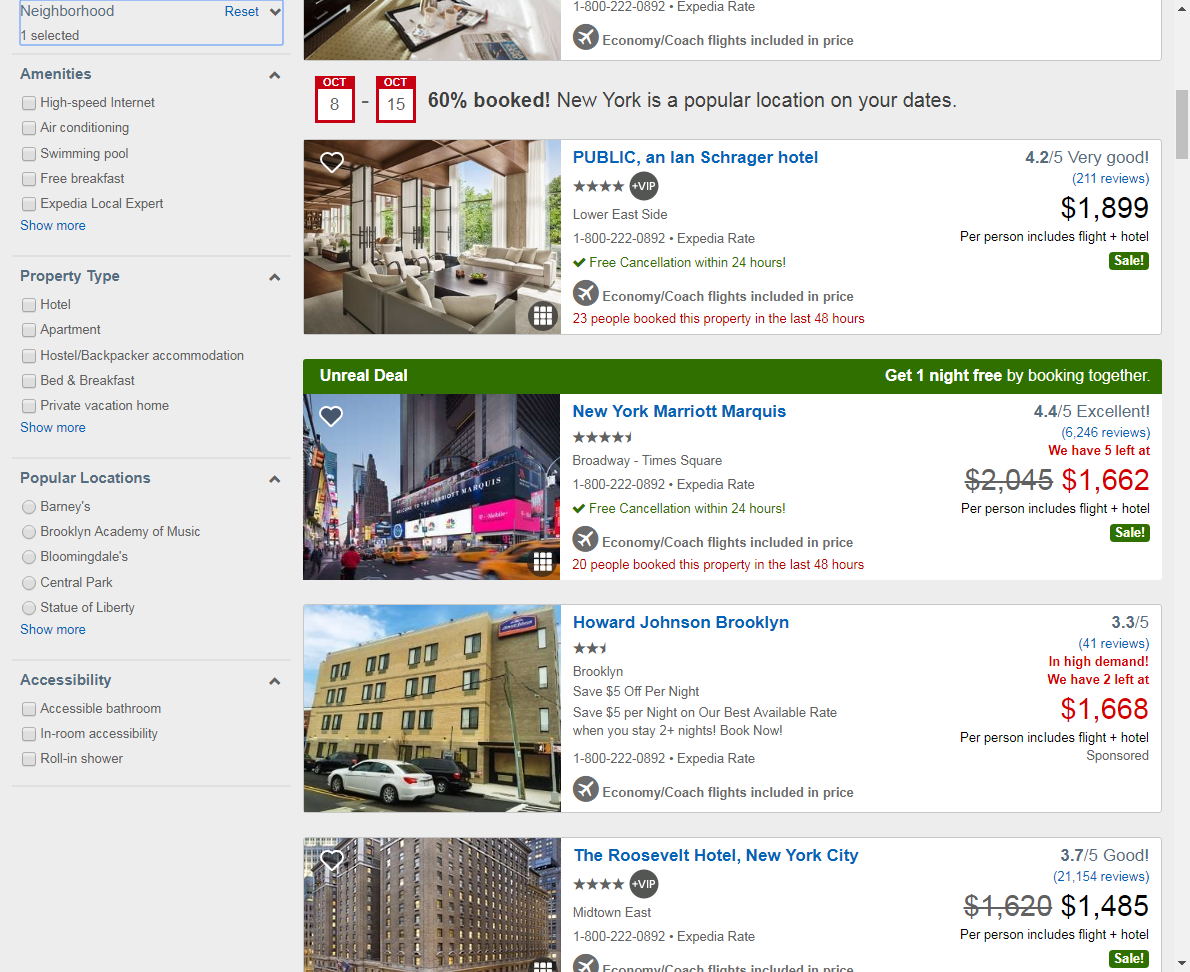 Neighborhood Reset
1 selected
Amenities
High-speed Internet
Air conditioning
Swimming pool
Free breakfast
Expedia Local Expert
Show more
Property Type
Hotel
Apartment
Hostel/Backpacker accommodation
Bed & Breakfast
Private vacation home
Show more
Popular Locations
Barney's
Brooklyn Academy of Music
Bloomingdale's
Central Park
Statue of Liberty
Show more
Accessibility
Accessible bathroom
In-room accessibility
Roll-in shower
1-800-222-0892 • Expedia Rate
Economy/Coach flights included in price
OCT 8 - OCT 15 60% booked! New York is a popular location on your dates.
PUBLIC, an Ian Schrager hotel
+VIP
Lower East Side
1-800-222-0892 • Expedia Rate
Free Cancellation within 24 hours!
Economy/Coach flights included in price
23 people booked this property in the last 48 hours
4.2/5 Very good!
(211 reviews)
$1,899
Per person includes flight + hotel
Sale!
Unreal Deal Get 1 night free by booking together.
WELCOME TO THE MARRIOTT MARQUIS
T-Mobile
New York Marriott Marquis
Broadway - Times Square
1-800-222-0892 • Expedia Rate
Free Cancellation within 24 hours!
Economy/Coach flights included in price
20 people booked this property in the last 48 hours
4.4/5 Excellent!
(6,246 reviews)
We have 5 left at
$2,045 $1,662
Per person includes flight + hotel
Sale!
Howard Johnson Brooklyn
Brooklyn
Save $5 Off Per Night
Save $5 per Night on Our Best Available Rate
when you stay 2+ nights! Book Now!
1-800-222-0892 • Expedia Rate
Economy/Coach flights included in price
3.3/5
(41 reviews)
In high demand!
We have 2 left at
$1,668
Per person includes flight + hotel
Sponsored
The Roosevelt Hotel, New York City
+VIP
Midtown East
1-800-222-0892 • Expedia Rate
Economy/Coach flights included in price
3.7/5 Good!
(21,154 reviews)
$1,620 $1,485
Per person includes flight + hotel
Sale!